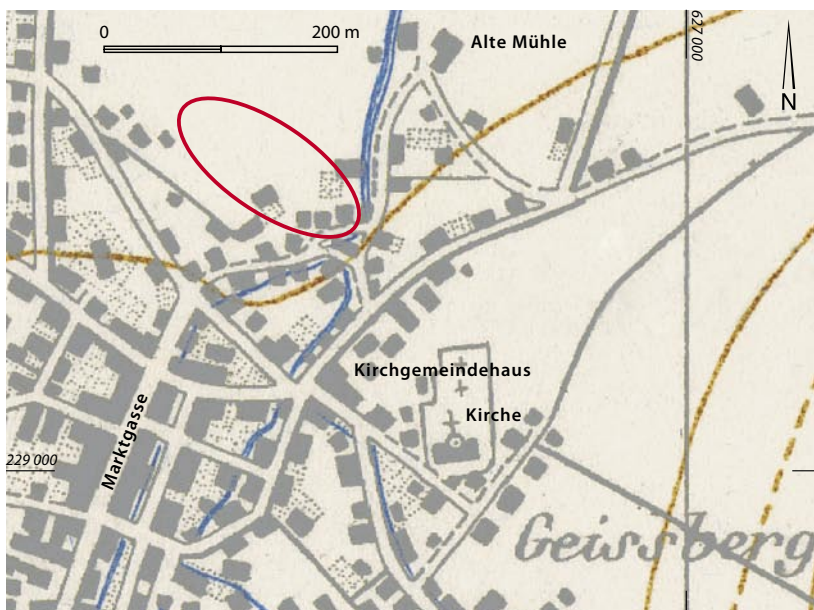 0 200 m
Alte Mühle
627 000
N
Kirchgemeindehaus
Kirche
Marktgasse
229 000
Geissberg